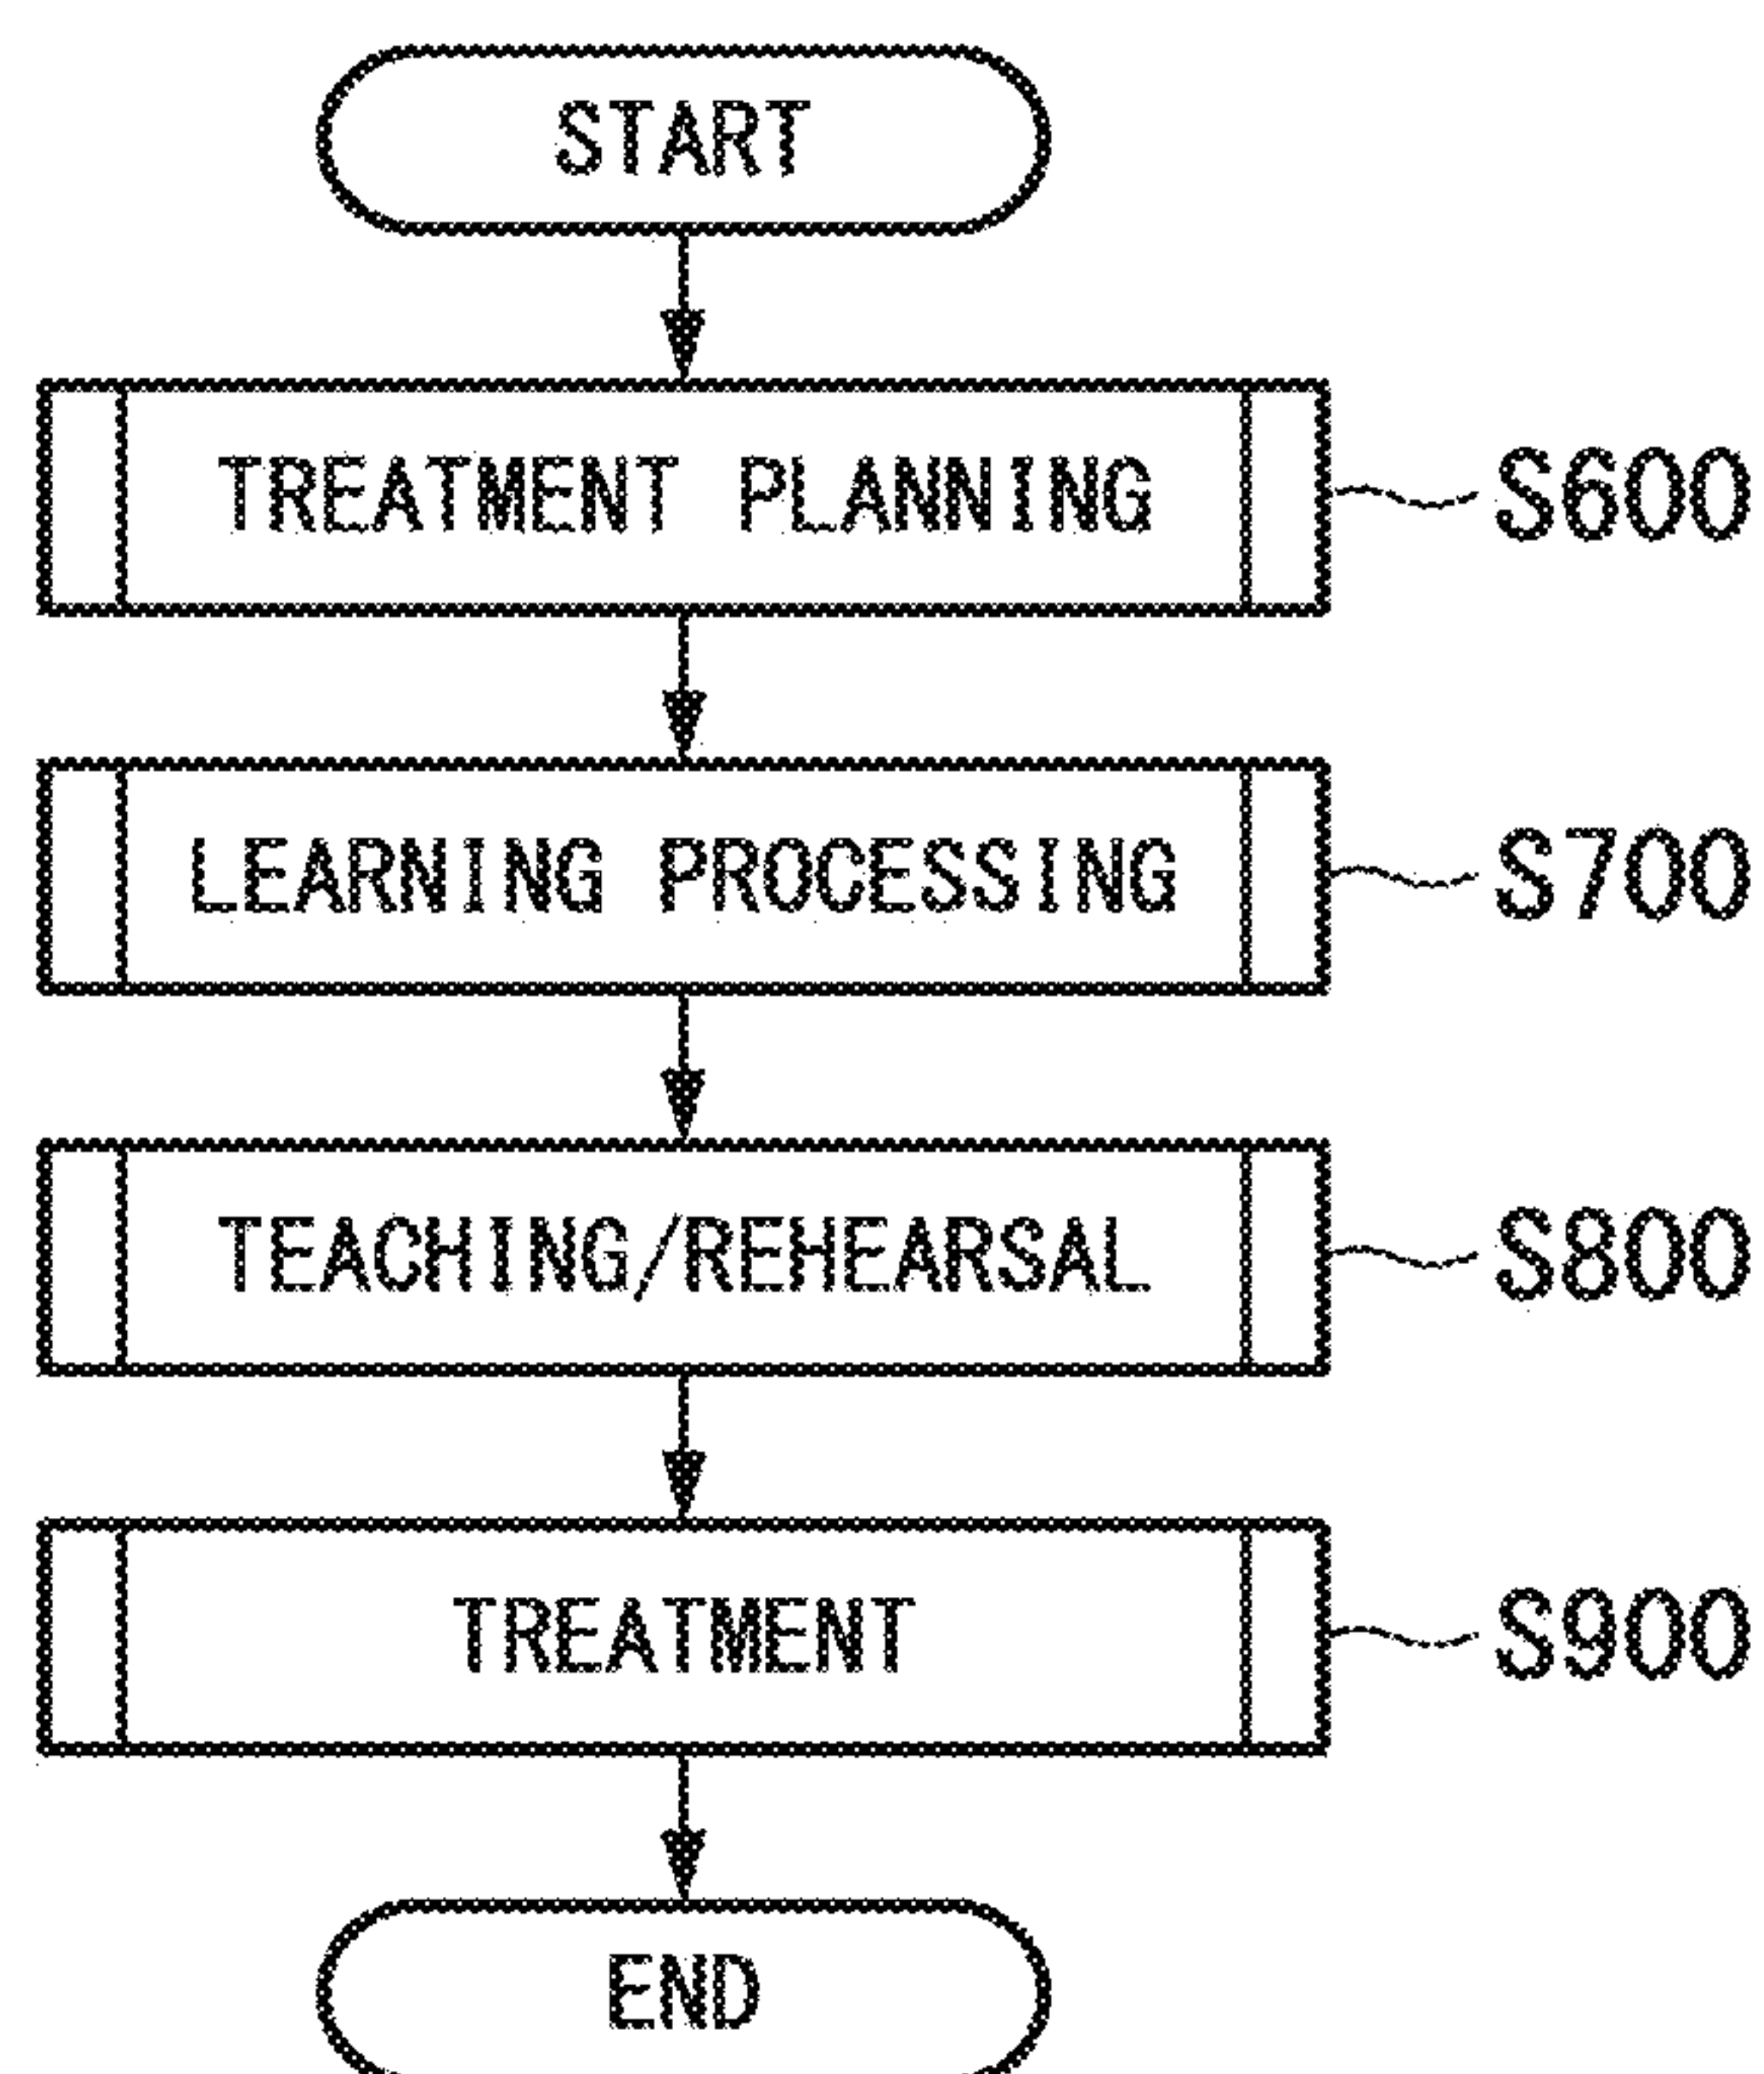 START
TREATMENT PLANNING S600
LEARNING PROCESSING S700
TEACHING/REHEARSAL S800
TREATMENT S900
END